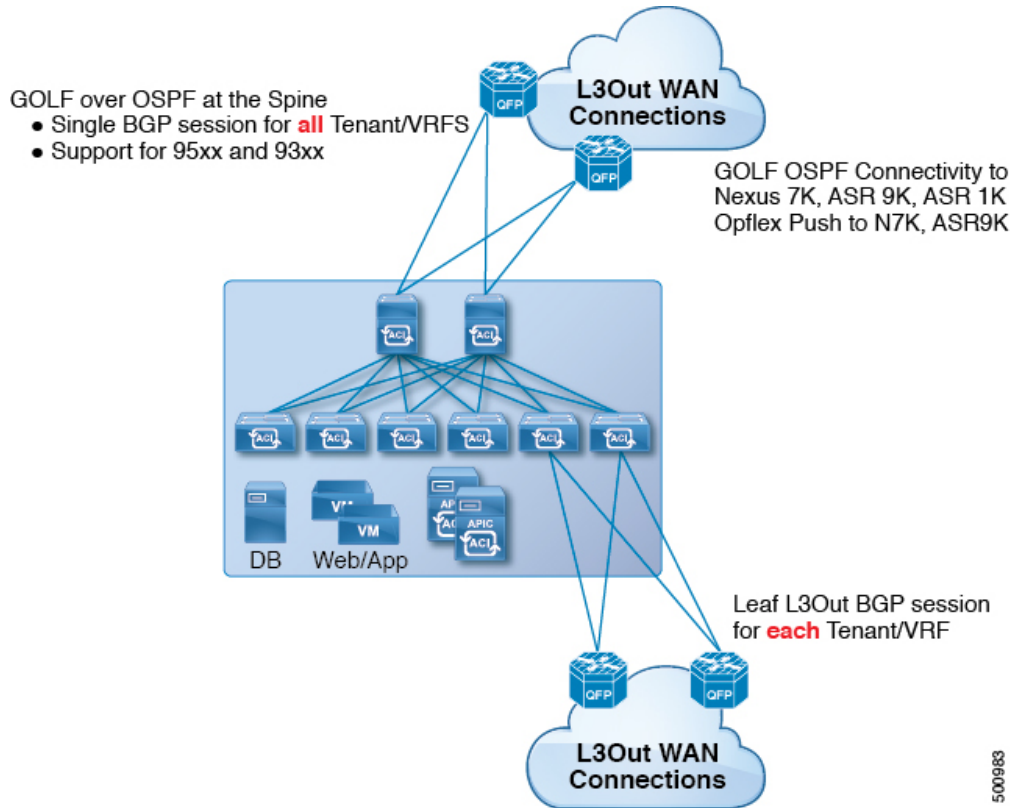 L3Out WAN
Connections
QFP
QFP
GOLF over OSPF at the Spine
● Single BGP session for all Tenant/VRFS
● Support for 95xx and 93xx
GOLF OSPF Connectivity to
Nexus 7K, ASR 9K, ASR 1K
Opflex Push to N7K, ASR9K
ACI
ACI
ACI
ACI
ACI
ACI
ACI
ACI
VM
VM
APIC
ACI
DB
Web/App
Leaf L3Out BGP session
for each Tenant/VRF
QFP
QFP
L3Out WAN
Connections
500983